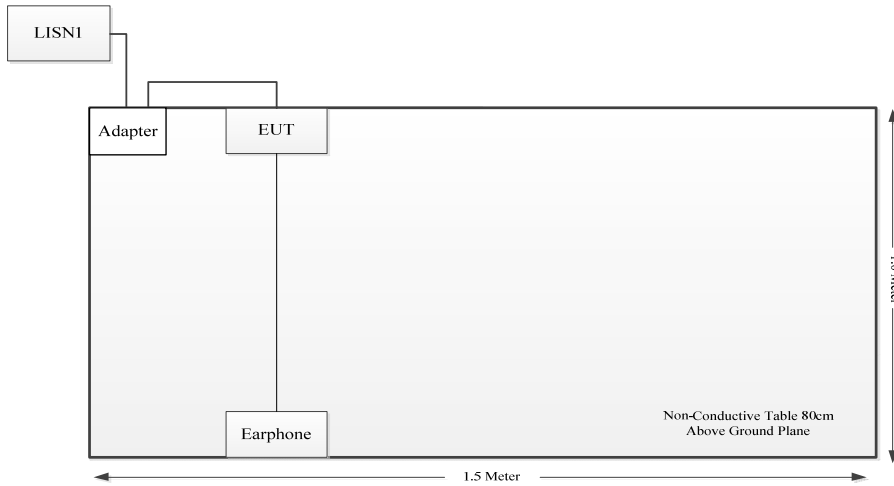 LISN1
Adapter
EUT
Earphone
Non-Conductive Table 80cm
Above Ground Plane
1.5 Meter